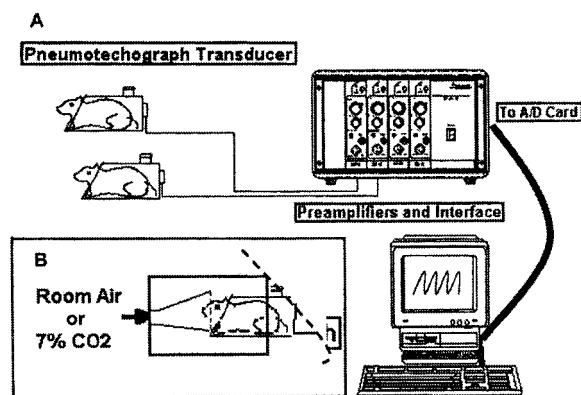 A
Pneumotechograph Transducer
To A/D Card
Preamplifiers and Interface
B
Room Air
or
7% CO2